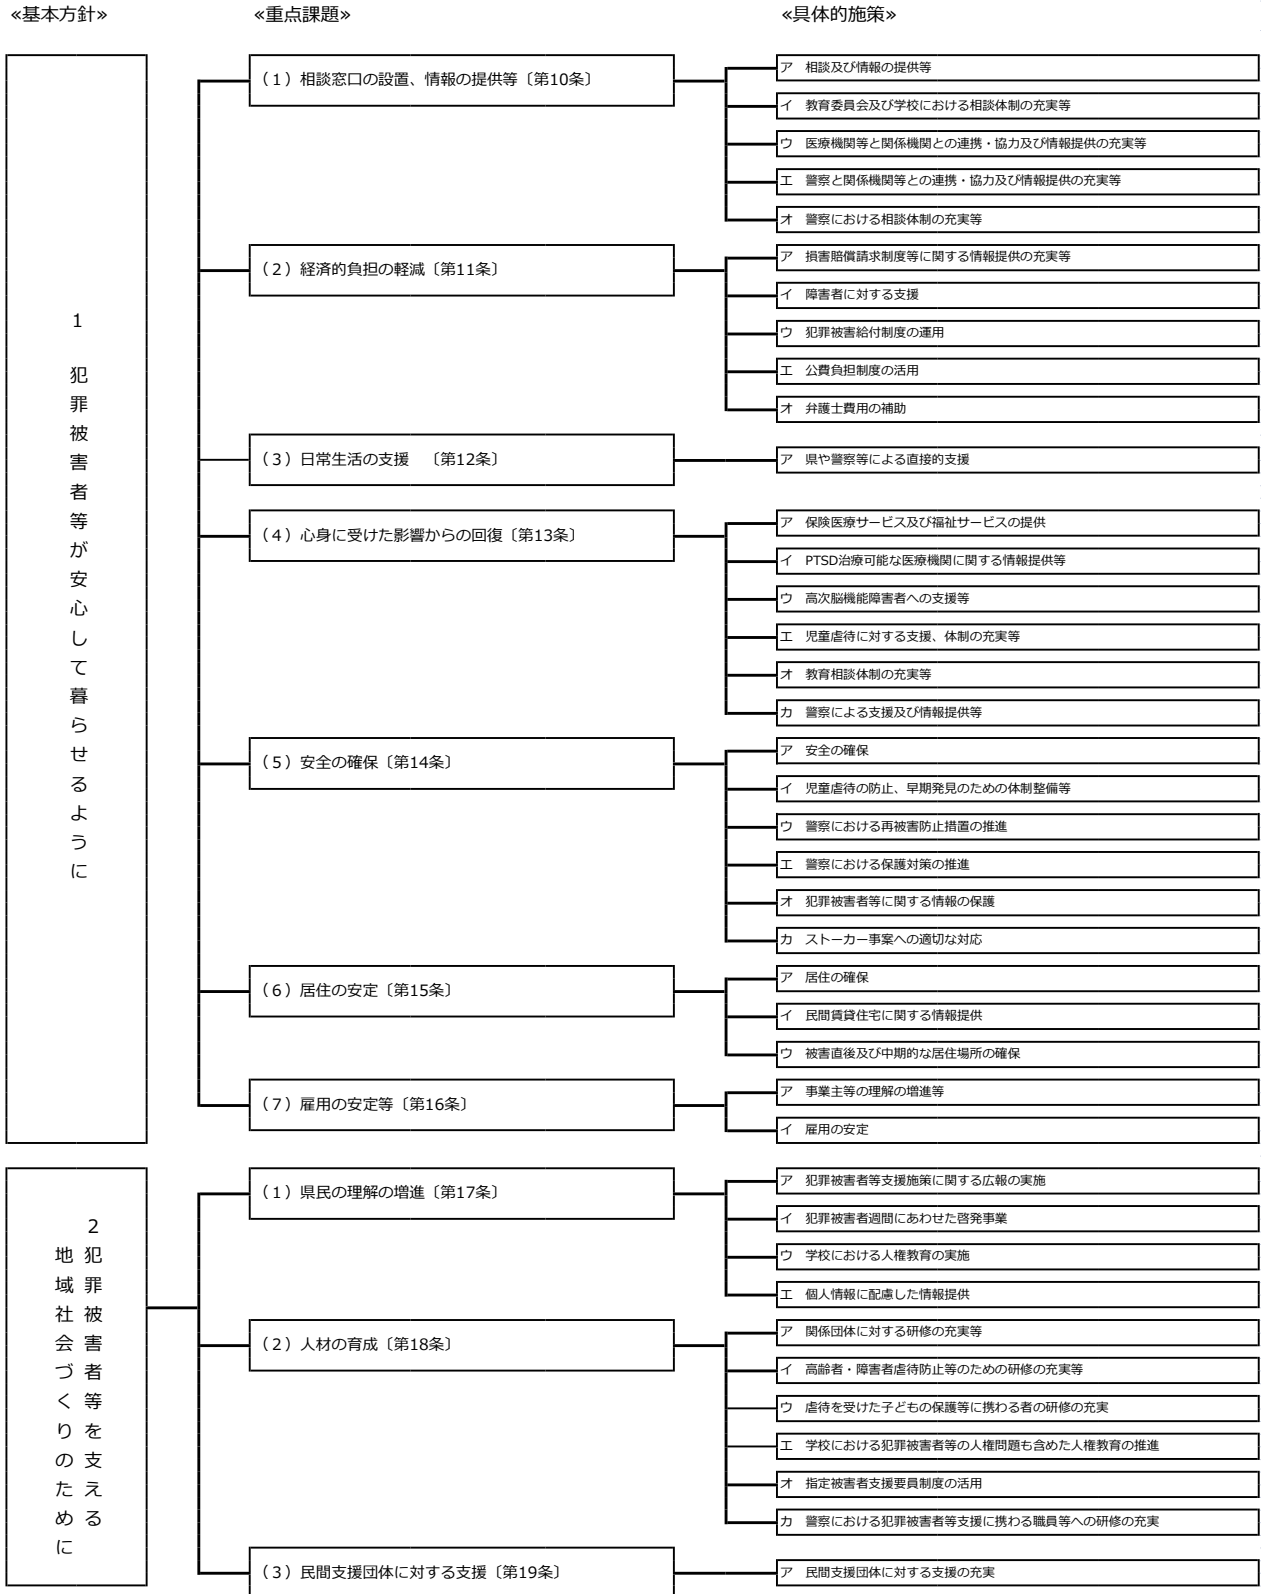 ≪基本方針≫
≪重点課題≫
≪具体的施策≫
1 犯罪被害者等が安心して暮らせるように
（1）相談窓口の設置、情報の提供等〔第10条〕
ア 相談及び情報の提供等
イ 教育委員会及び学校における相談体制の充実等
ウ 医療機関等と関係機関との連携・協力及び情報提供の充実等
エ 警察と関係機関等との連携・協力及び情報提供の充実等
オ 警察における相談体制の充実等
（2）経済的負担の軽減〔第11条〕
ア 損害賠償請求制度等に関する情報提供の充実等
イ 障害者に対する支援
ウ 犯罪被害給付制度の運用
エ 公費負担制度の活用
オ 弁護士費用の補助
（3）日常生活の支援　〔第12条〕
ア 県や警察等による直接的支援
（4）心身に受けた影響からの回復〔第13条〕
ア 保険医療サービス及び福祉サービスの提供
イ PTSD治療可能な医療機関に関する情報提供等
ウ 高次脳機能障害者への支援等
エ 児童虐待に対する支援、体制の充実等
オ 教育相談体制の充実等
カ 警察による支援及び情報提供等
（5）安全の確保〔第14条〕
ア 安全の確保
イ 児童虐待の防止、早期発見のための体制整備等
ウ 警察における再被害防止措置の推進
エ 警察における保護対策の推進
オ 犯罪被害者等に関する情報の保護
カ ストーカー事案への適切な対応
（6）居住の安定〔第15条〕
ア 居住の確保
イ 民間賃貸住宅に関する情報提供
ウ 被害直後及び中期的な居住場所の確保
（7）雇用の安定等〔第16条〕
ア 事業主等の理解の増進等
イ 雇用の安定
2 犯罪被害者等を支える
地域社会づくりのために
（1）県民の理解の増進〔第17条〕
ア 犯罪被害者等支援施策に関する広報の実施
イ 犯罪被害者週間にあわせた啓発事業
ウ 学校における人権教育の実施
エ 個人情報に配慮した情報提供
（2）人材の育成〔第18条〕
ア 関係団体に対する研修の充実等
イ 高齢者・障害者虐待防止等のための研修の充実等
ウ 虐待を受けた子どもの保護等に携わる者の研修の充実
エ 学校における犯罪被害者等の人権問題も含めた人権教育の推進
オ 指定被害者支援要員制度の活用
カ 警察における犯罪被害者等支援に携わる職員等への研修の充実
（3）民間支援団体に対する支援〔第19条〕
ア 民間支援団体に対する支援の充実